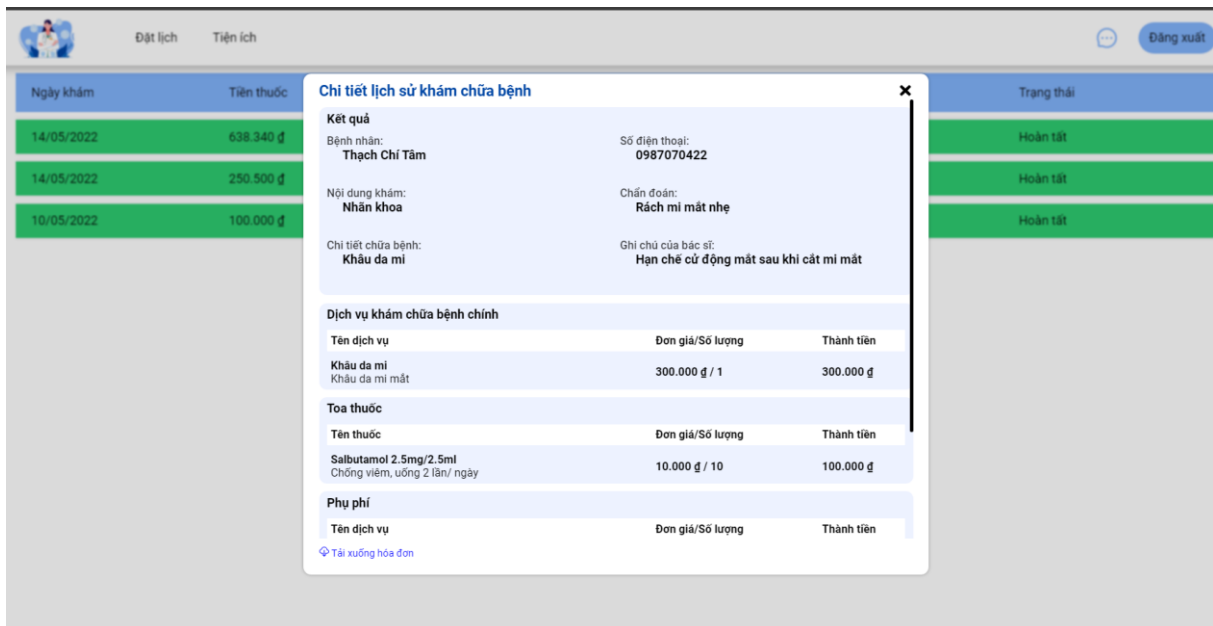 Đặt lịch Tiện ích Đăng xuất
Ngày khám Tiền thuốc Trạng thái
14/05/2022 638.340 ₫ Hoàn tất
14/05/2022 250.500 ₫ Hoàn tất
10/05/2022 100.000 ₫ Hoàn tất
Chi tiết lịch sử khám chữa bệnh
Kết quả
Bệnh nhân: Số điện thoại:
Thạch Chí Tâm 0987070422
Nội dung khám: Chẩn đoán:
Nhãn khoa Rách mi mắt nhẹ
Chi tiết chữa bệnh: Ghi chú của bác sĩ:
Khâu da mi Hạn chế cử động mắt sau khi cắt mi mắt
Dịch vụ khám chữa bệnh chính
Tên dịch vụ Đơn giá/Số lượng Thành tiền
Khâu da mi 300.000 ₫ / 1 300.000 ₫
Khâu da mi mắt
Toa thuốc
Tên thuốc Đơn giá/Số lượng Thành tiền
Salbutamol 2.5mg/2.5ml 10.000 ₫ / 10 100.000 ₫
Chống viêm, uống 2 lần/ ngày
Phụ phí
Tên dịch vụ Đơn giá/Số lượng Thành tiền
Tải xuống hóa đơn